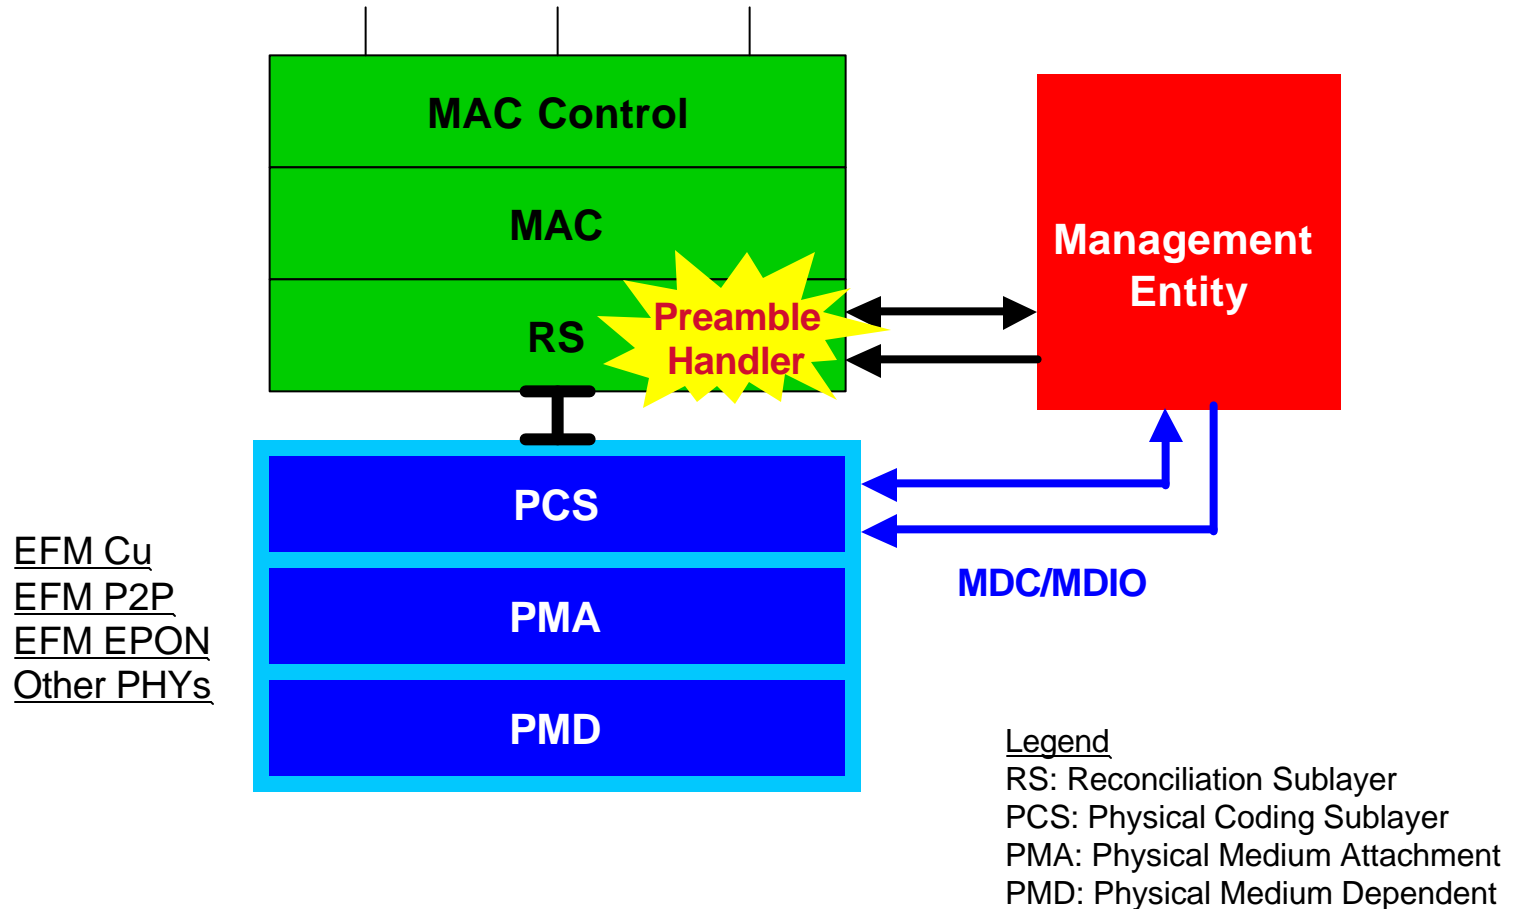 MAC Control
MAC
RS
Preamble
Handler
Management
Entity
PCS
PMA
PMD
MDC/MDIO
EFM Cu
EFM P2P
EFM EPON
Other PHYs
Legend
RS: Reconciliation Sublayer
PCS: Physical Coding Sublayer
PMA: Physical Medium Attachment
PMD: Physical Medium Dependent